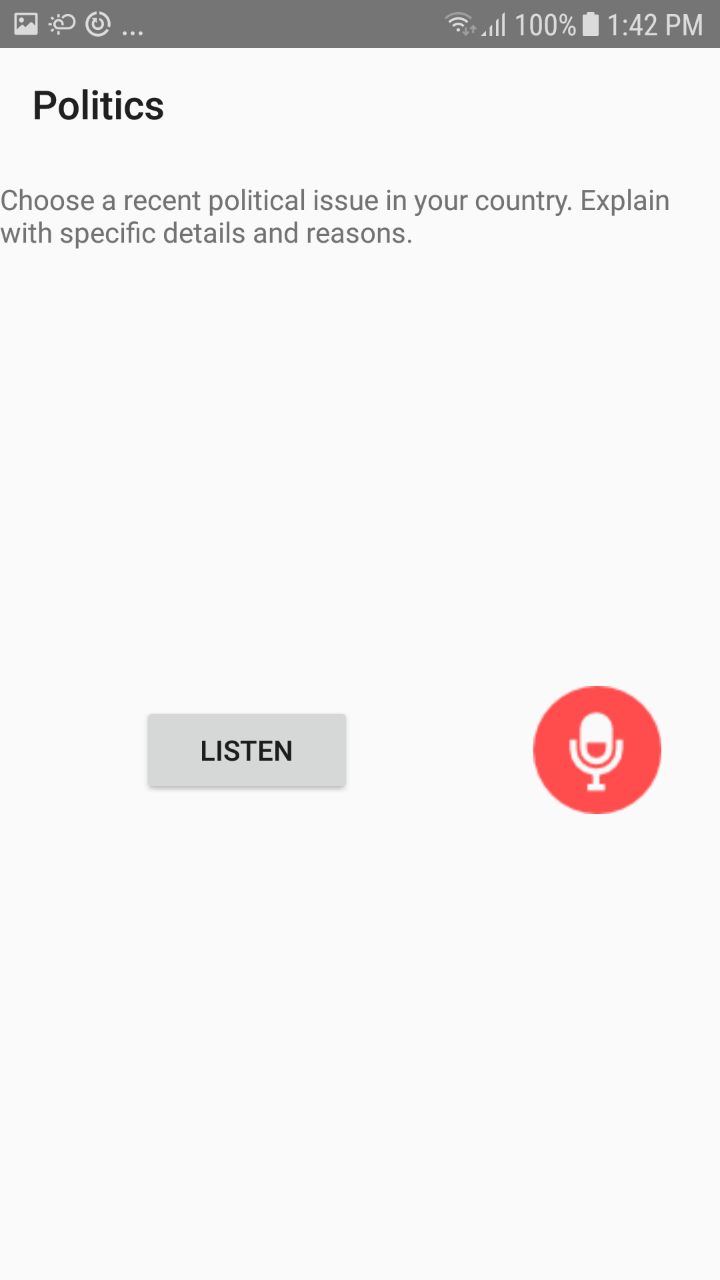 ... 100% 1:42 PM
Politics
Choose a recent political issue in your country. Explain
with specific details and reasons.
LISTEN